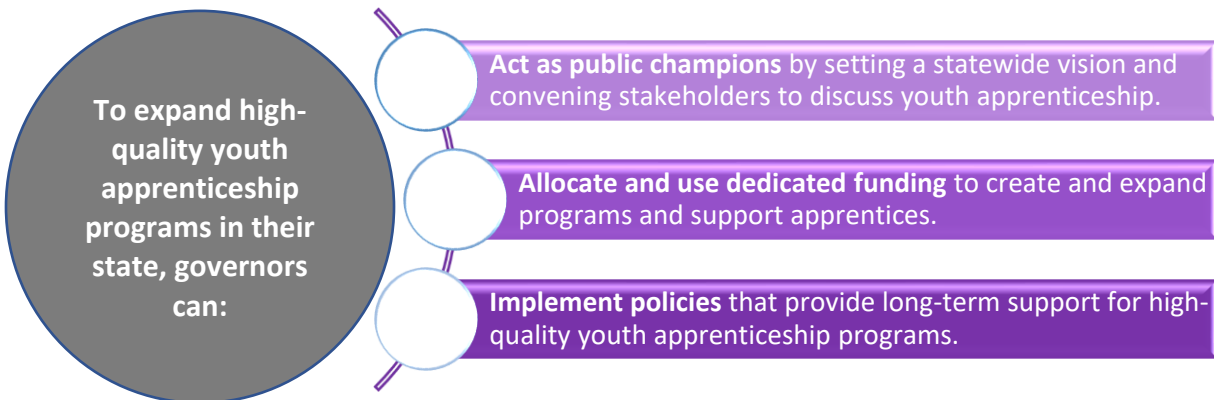 To expand high-
quality youth
apprenticeship
programs in their
state, governors
can:
Act as public champions by setting a statewide vision and
convening stakeholders to discuss youth apprenticeship.
Allocate and use dedicated funding to create and expand
programs and support apprentices.
Implement policies that provide long-term support for high-
quality youth apprenticeship programs.